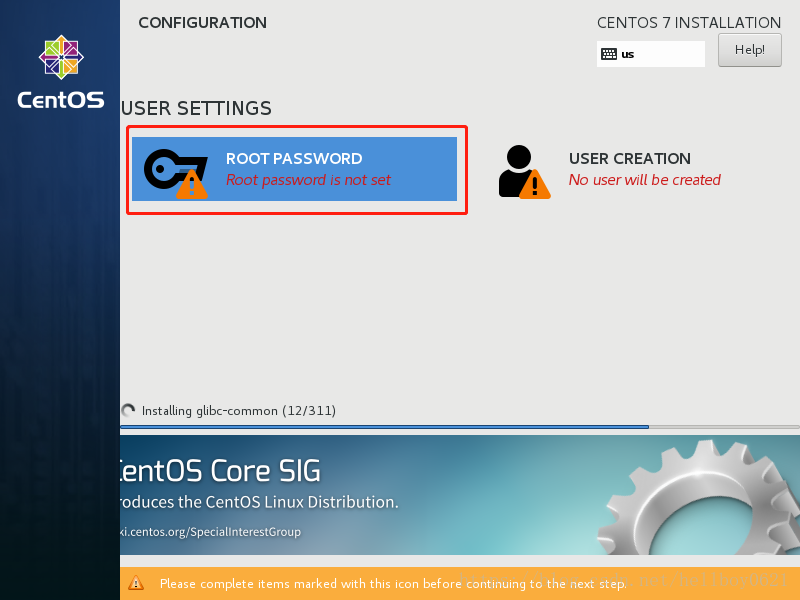 CONFIGURATION
CENTOS 7 INSTALLATION
us
Help!
CentOS
USER SETTINGS
ROOT PASSWORD
Root password is not set
USER CREATION
No user will be created
Installing glibc-common (12/311)
CentOS Core SIG
roduces the CentOS Linux Distribution.
ki.centos.org/SpecialInterestGroup
Please complete items marked with this icon before continuing to the next step.